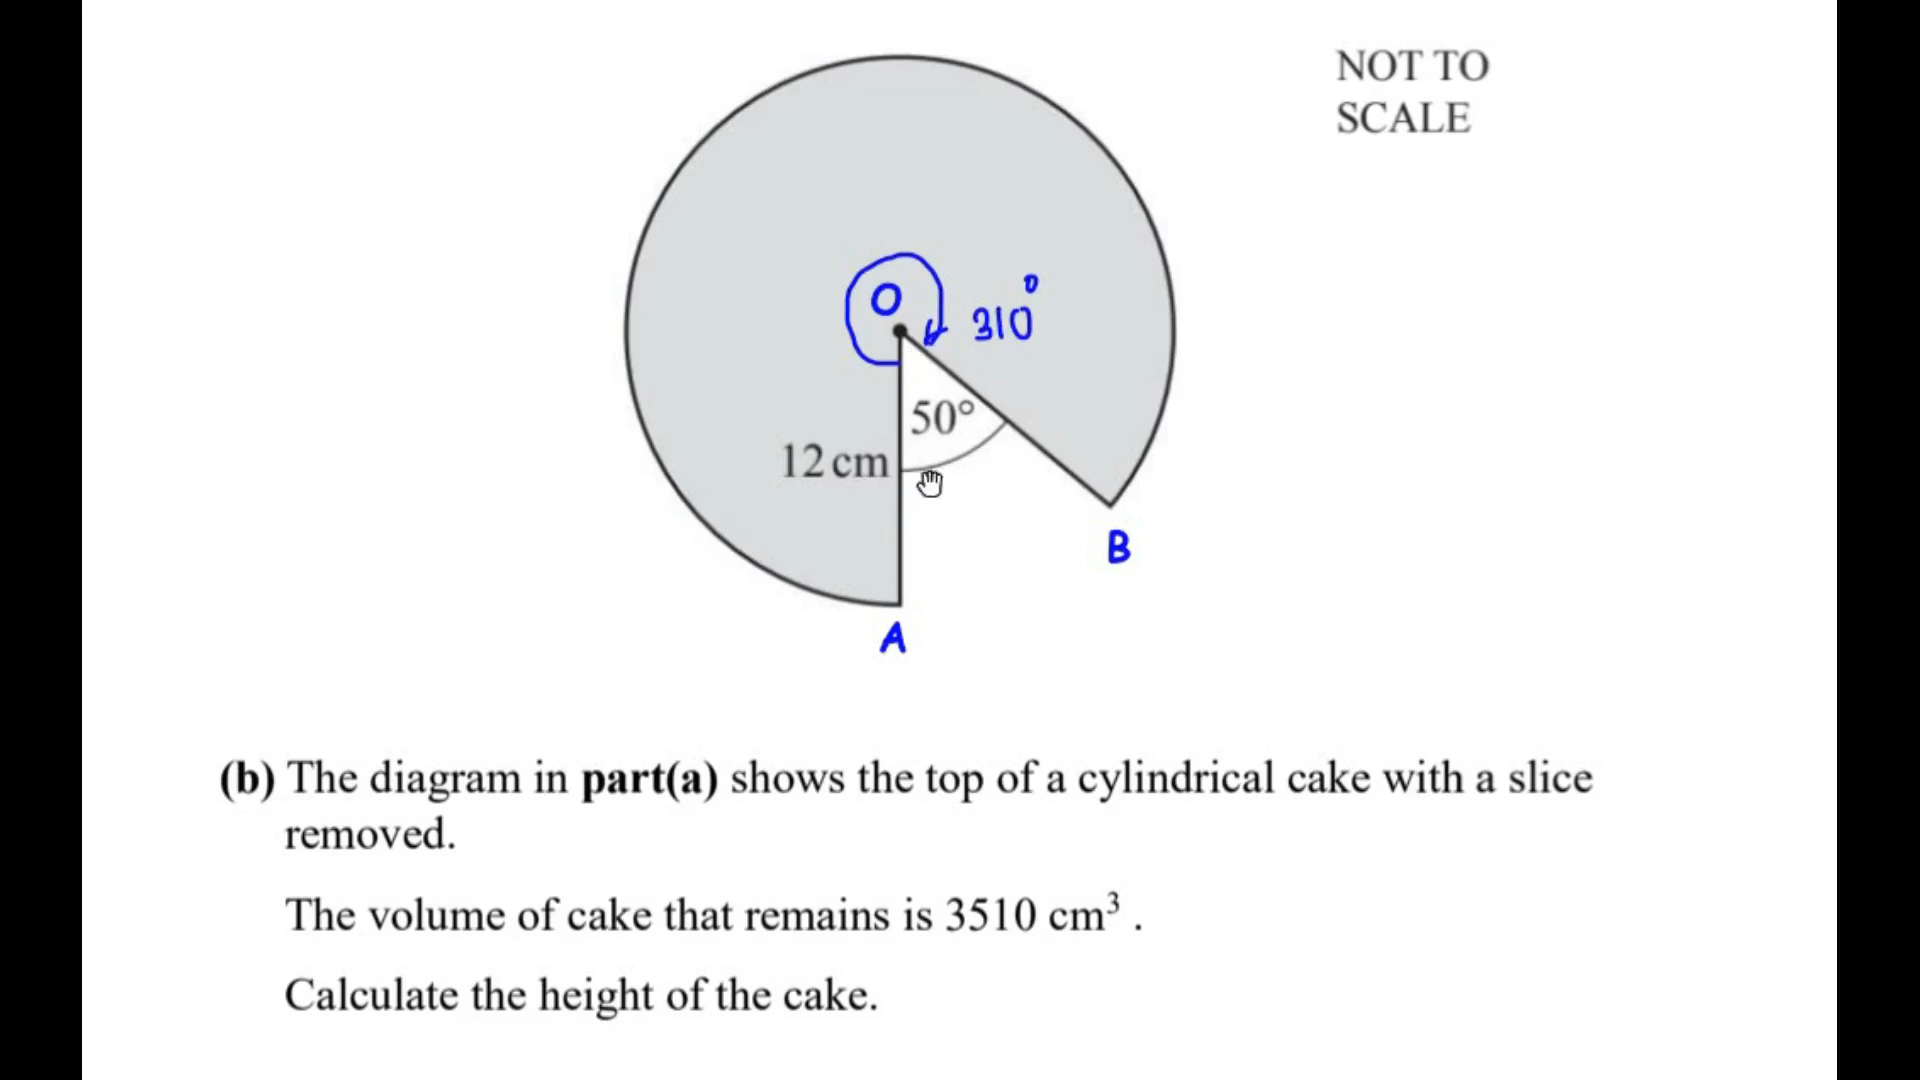 NOT TO
SCALE
O
310°
50°
12 cm
B
A
(b) The diagram in part(a) shows the top of a cylindrical cake with a slice
removed.
The volume of cake that remains is 3510 cm³ .
Calculate the height of the cake.